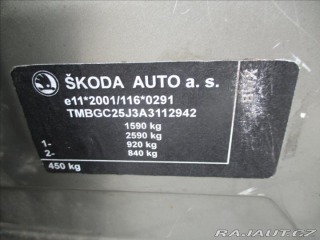 ŠKODA AUTO a. s.
e11*2001/116*0291
TMBGC25J3A3112942
1590 kg
2590 kg
1- 920 kg
2- 840 kg
450 kg
RAJAUT.CZ